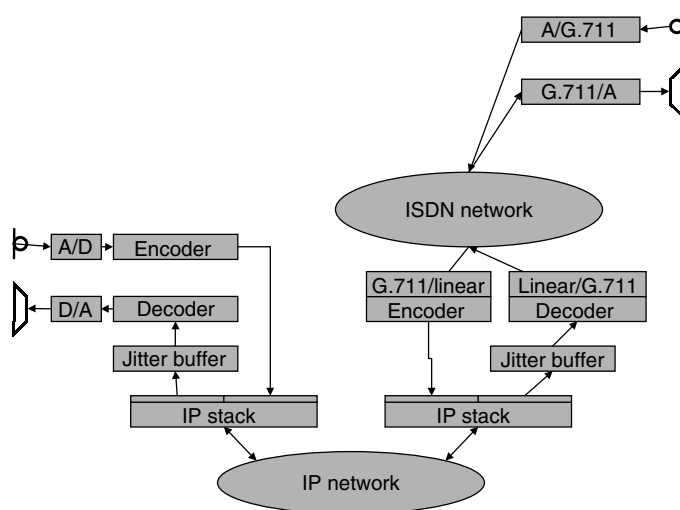 A/G.711
G.711/A
ISDN network
A/D
Encoder
G.711/linear
Linear/G.711
D/A
Decoder
Encoder
Decoder
Jitter buffer
Jitter buffer
IP stack
IP stack
IP network